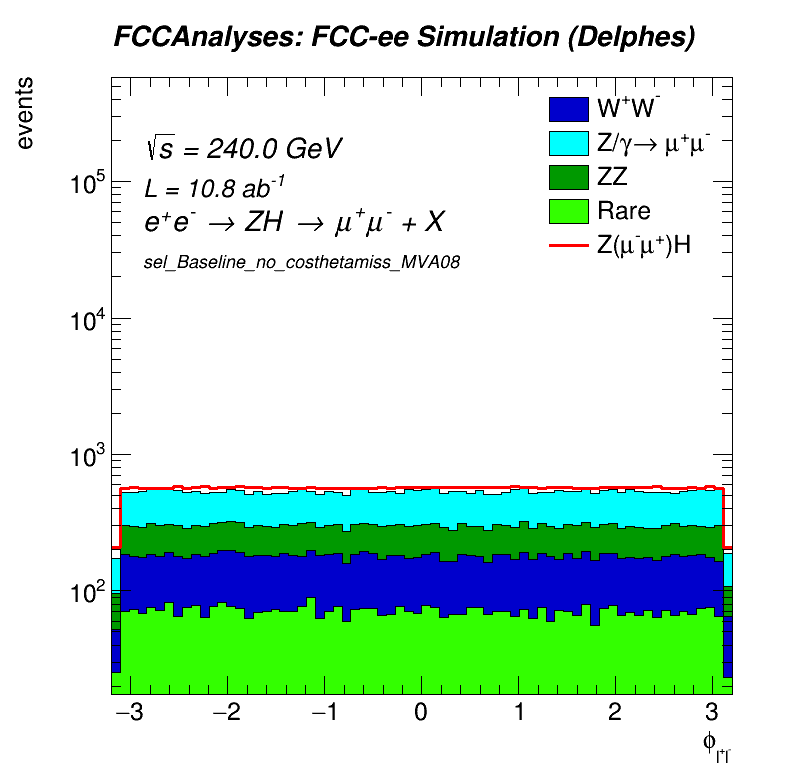 FCCAnalyses: FCC-ee Simulation (Delphes)
events
√s = 240.0 GeV
L = 10.8 ab⁻¹
e⁺e⁻ → ZH → μ⁺μ⁻ + X
sel_Baseline_no_costhetamiss_MVA08
W⁺W⁻
Z/γ→ μ⁺μ⁻
ZZ
Rare
Z(μ⁻μ⁺)H
10⁵
10⁴
10³
10²
−3 −2 −1 0 1 2 3
ϕ_l⁺l⁻